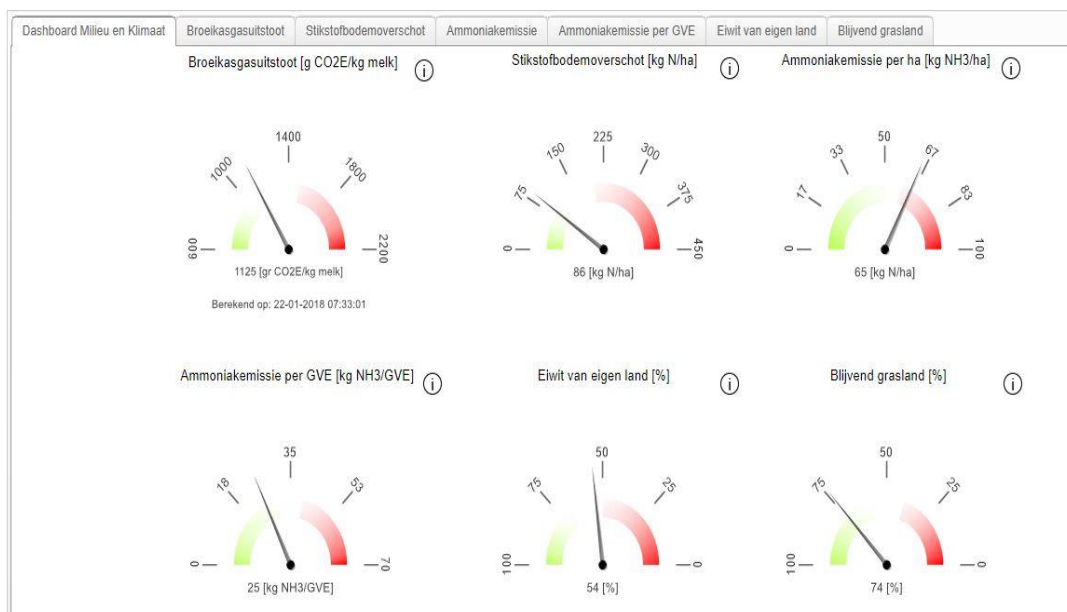 Dashboard Milieu en Klimaat Broeikasgasuitstoot Stikstofbodemoverschot Ammoniakemissie Ammoniakemissie per GVE Eiwit van eigen land Blijvend grasland
Broeikasgasuitstoot [g CO2E/kg melk] i
600 1000 1400 1800 2200
1125 [gr CO2E/kg melk]
Berekend op: 22-01-2018 07:33:01
Stikstofbodemoverschot [kg N/ha] i
0 75 150 225 300 375 450
86 [kg N/ha]
Ammoniakemissie per ha [kg NH3/ha] i
0 17 33 50 67 83 100
65 [kg N/ha]
Ammoniakemissie per GVE [kg NH3/GVE] i
0 18 35 53 70
25 [kg NH3/GVE]
Eiwit van eigen land [%] i
100 75 50 25 0
54 [%]
Blijvend grasland [%] i
100 75 50 25 0
74 [%]